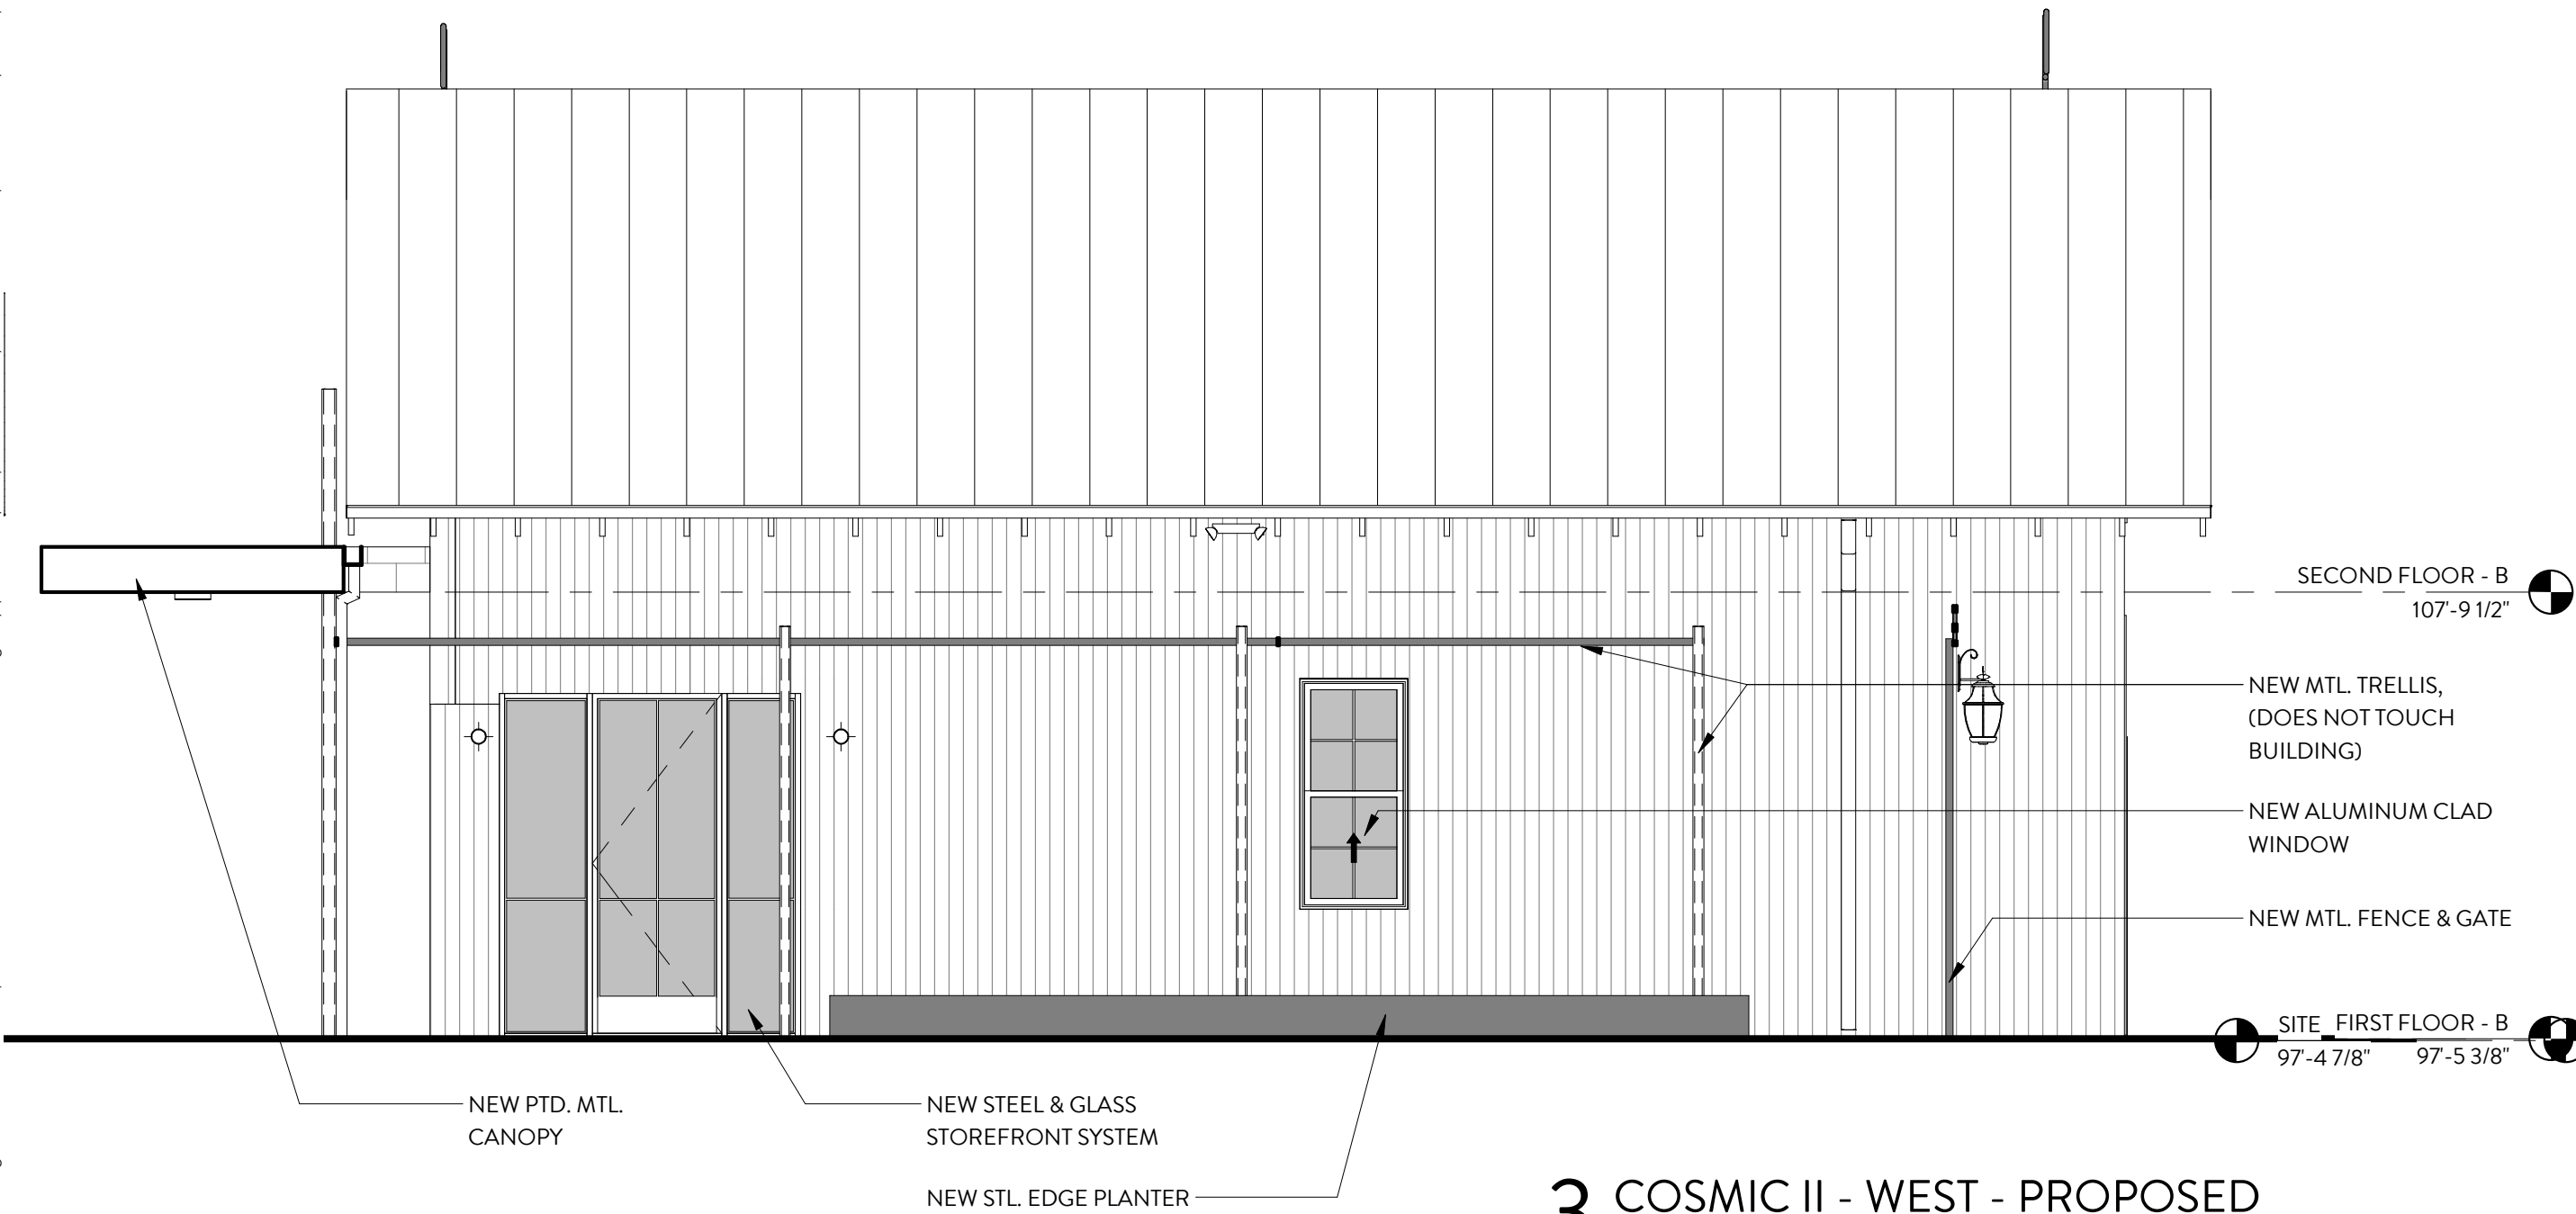 SECOND FLOOR - B
107'-9 1/2"
NEW MTL. TRELLIS,
(DOES NOT TOUCH
BUILDING)
NEW ALUMINUM CLAD
WINDOW
NEW MTL. FENCE & GATE
SITE FIRST FLOOR - B
97'-4 7/8" 97'-5 3/8"
NEW PTD. MTL.
CANOPY
NEW STEEL & GLASS
STOREFRONT SYSTEM
NEW STL. EDGE PLANTER
3 COSMIC II - WEST - PROPOSED